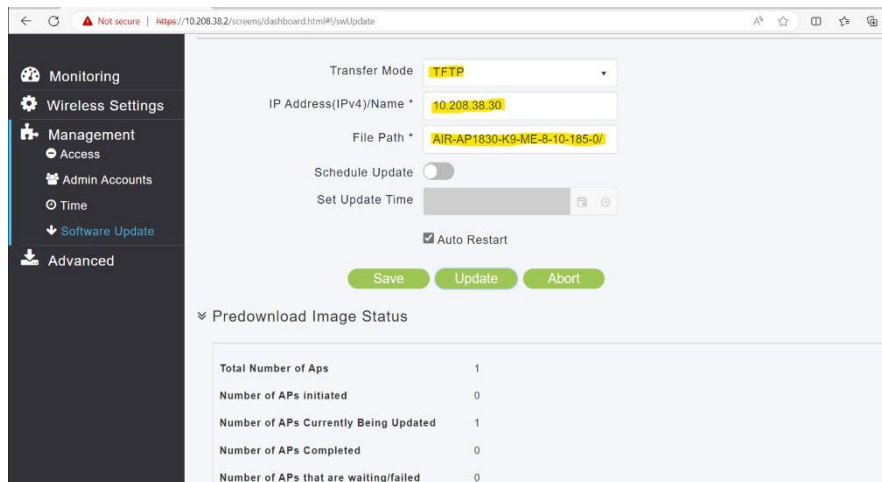 Not secure | https://10.208.38.2/screens/dashboard.html#!/swUpdate
Monitoring
Wireless Settings
Management
Access
Admin Accounts
Time
Software Update
Advanced
Transfer Mode TFTP
IP Address(IPv4)/Name * 10.208.38.30
File Path * AIR-AP1830-K9-ME-8-10-185-0/
Schedule Update
Set Update Time
Auto Restart
Save Update Abort
Predownload Image Status
Total Number of Aps 1
Number of APs initiated 0
Number of APs Currently Being Updated 1
Number of APs Completed 0
Number of APs that are waiting/failed 0